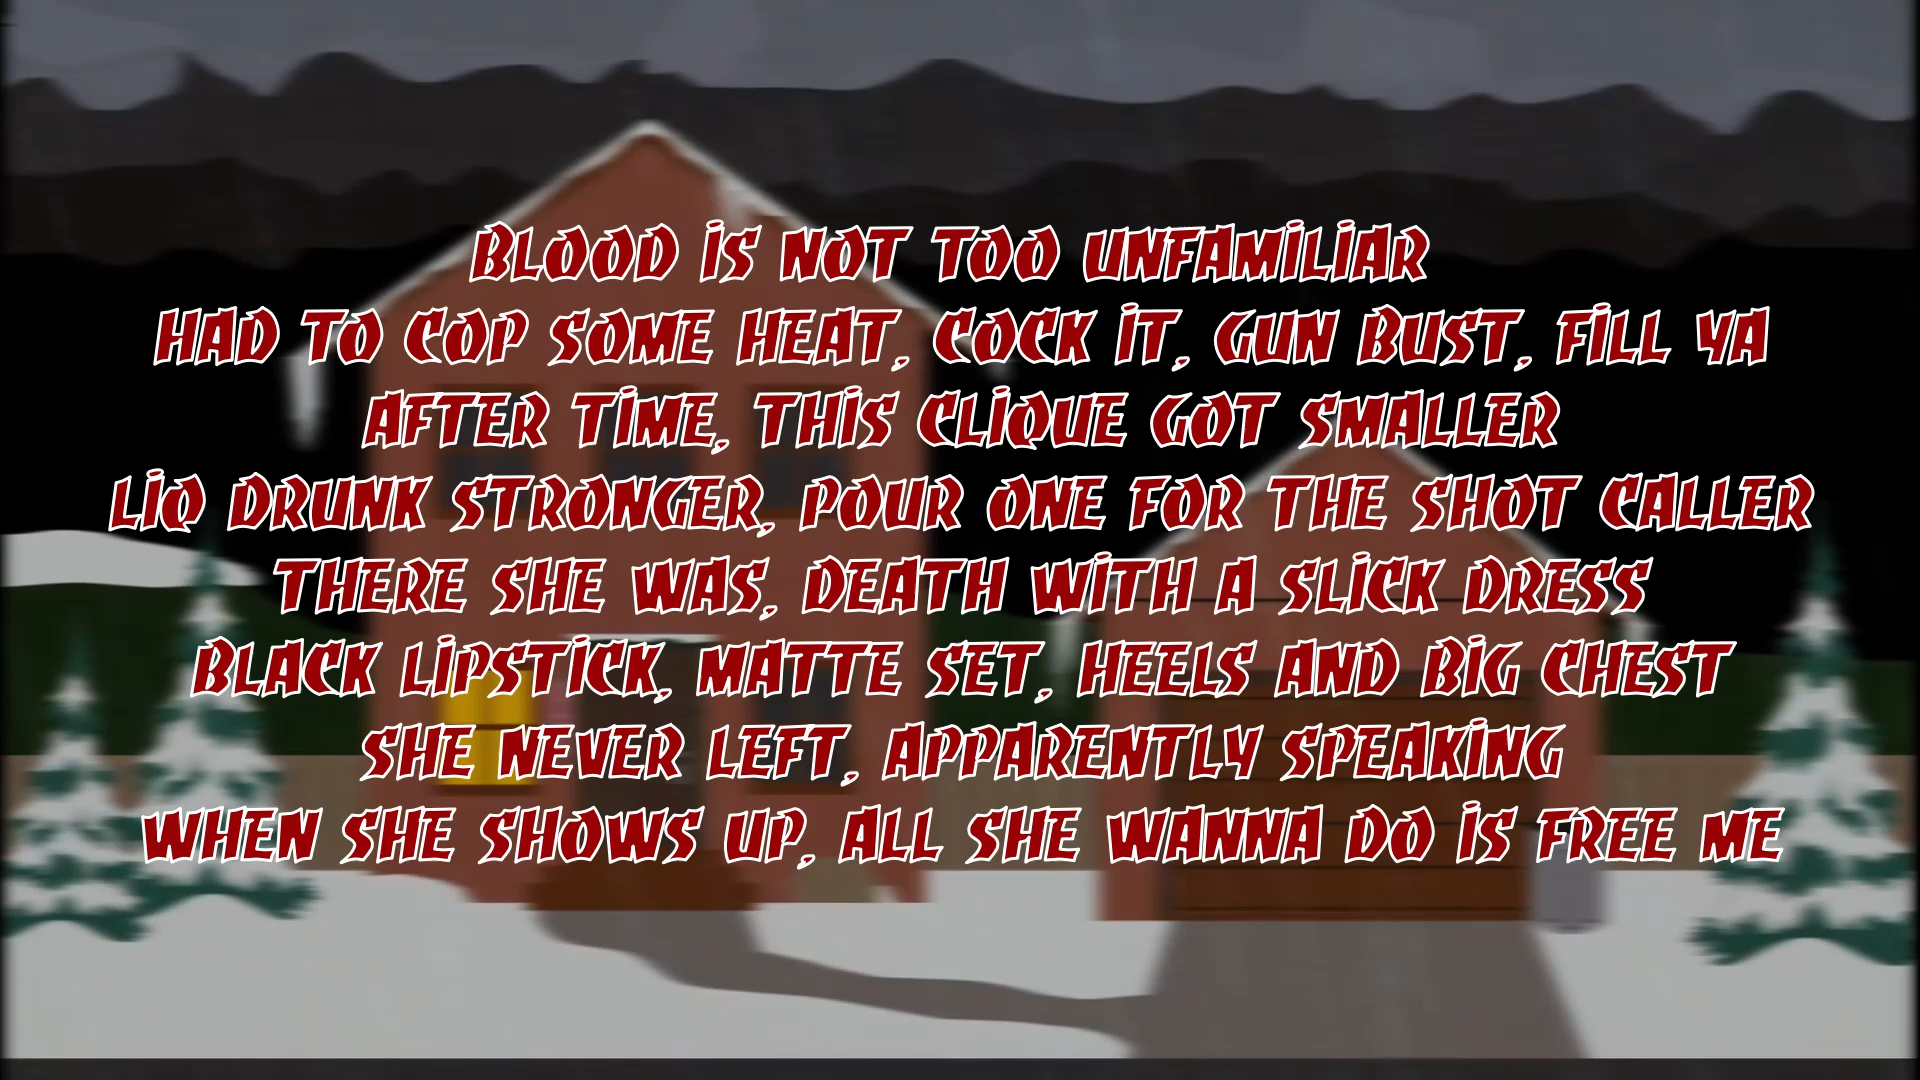 BLOOD IS NOT TOO UNFAMILIAR
HAD TO COP SOME HEAT, COCK IT, GUN BUST, FILL YA
AFTER TIME, THIS CLIQUE GOT SMALLER
LIQ DRUNK STRONGER, POUR ONE FOR THE SHOT CALLER
THERE SHE WAS, DEATH WITH A SLICK DRESS
BLACK LIPSTICK, MATTE SET, HEELS AND BIG CHEST
SHE NEVER LEFT, APPARENTLY SPEAKING
WHEN SHE SHOWS UP, ALL SHE WANNA DO IS FREE ME